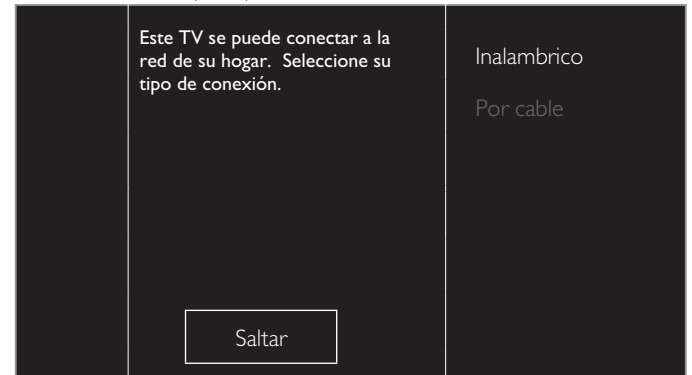 Este TV se puede conectar a la
red de su hogar.  Seleccione su
tipo de conexión.
Inalambrico
Por cable
Saltar